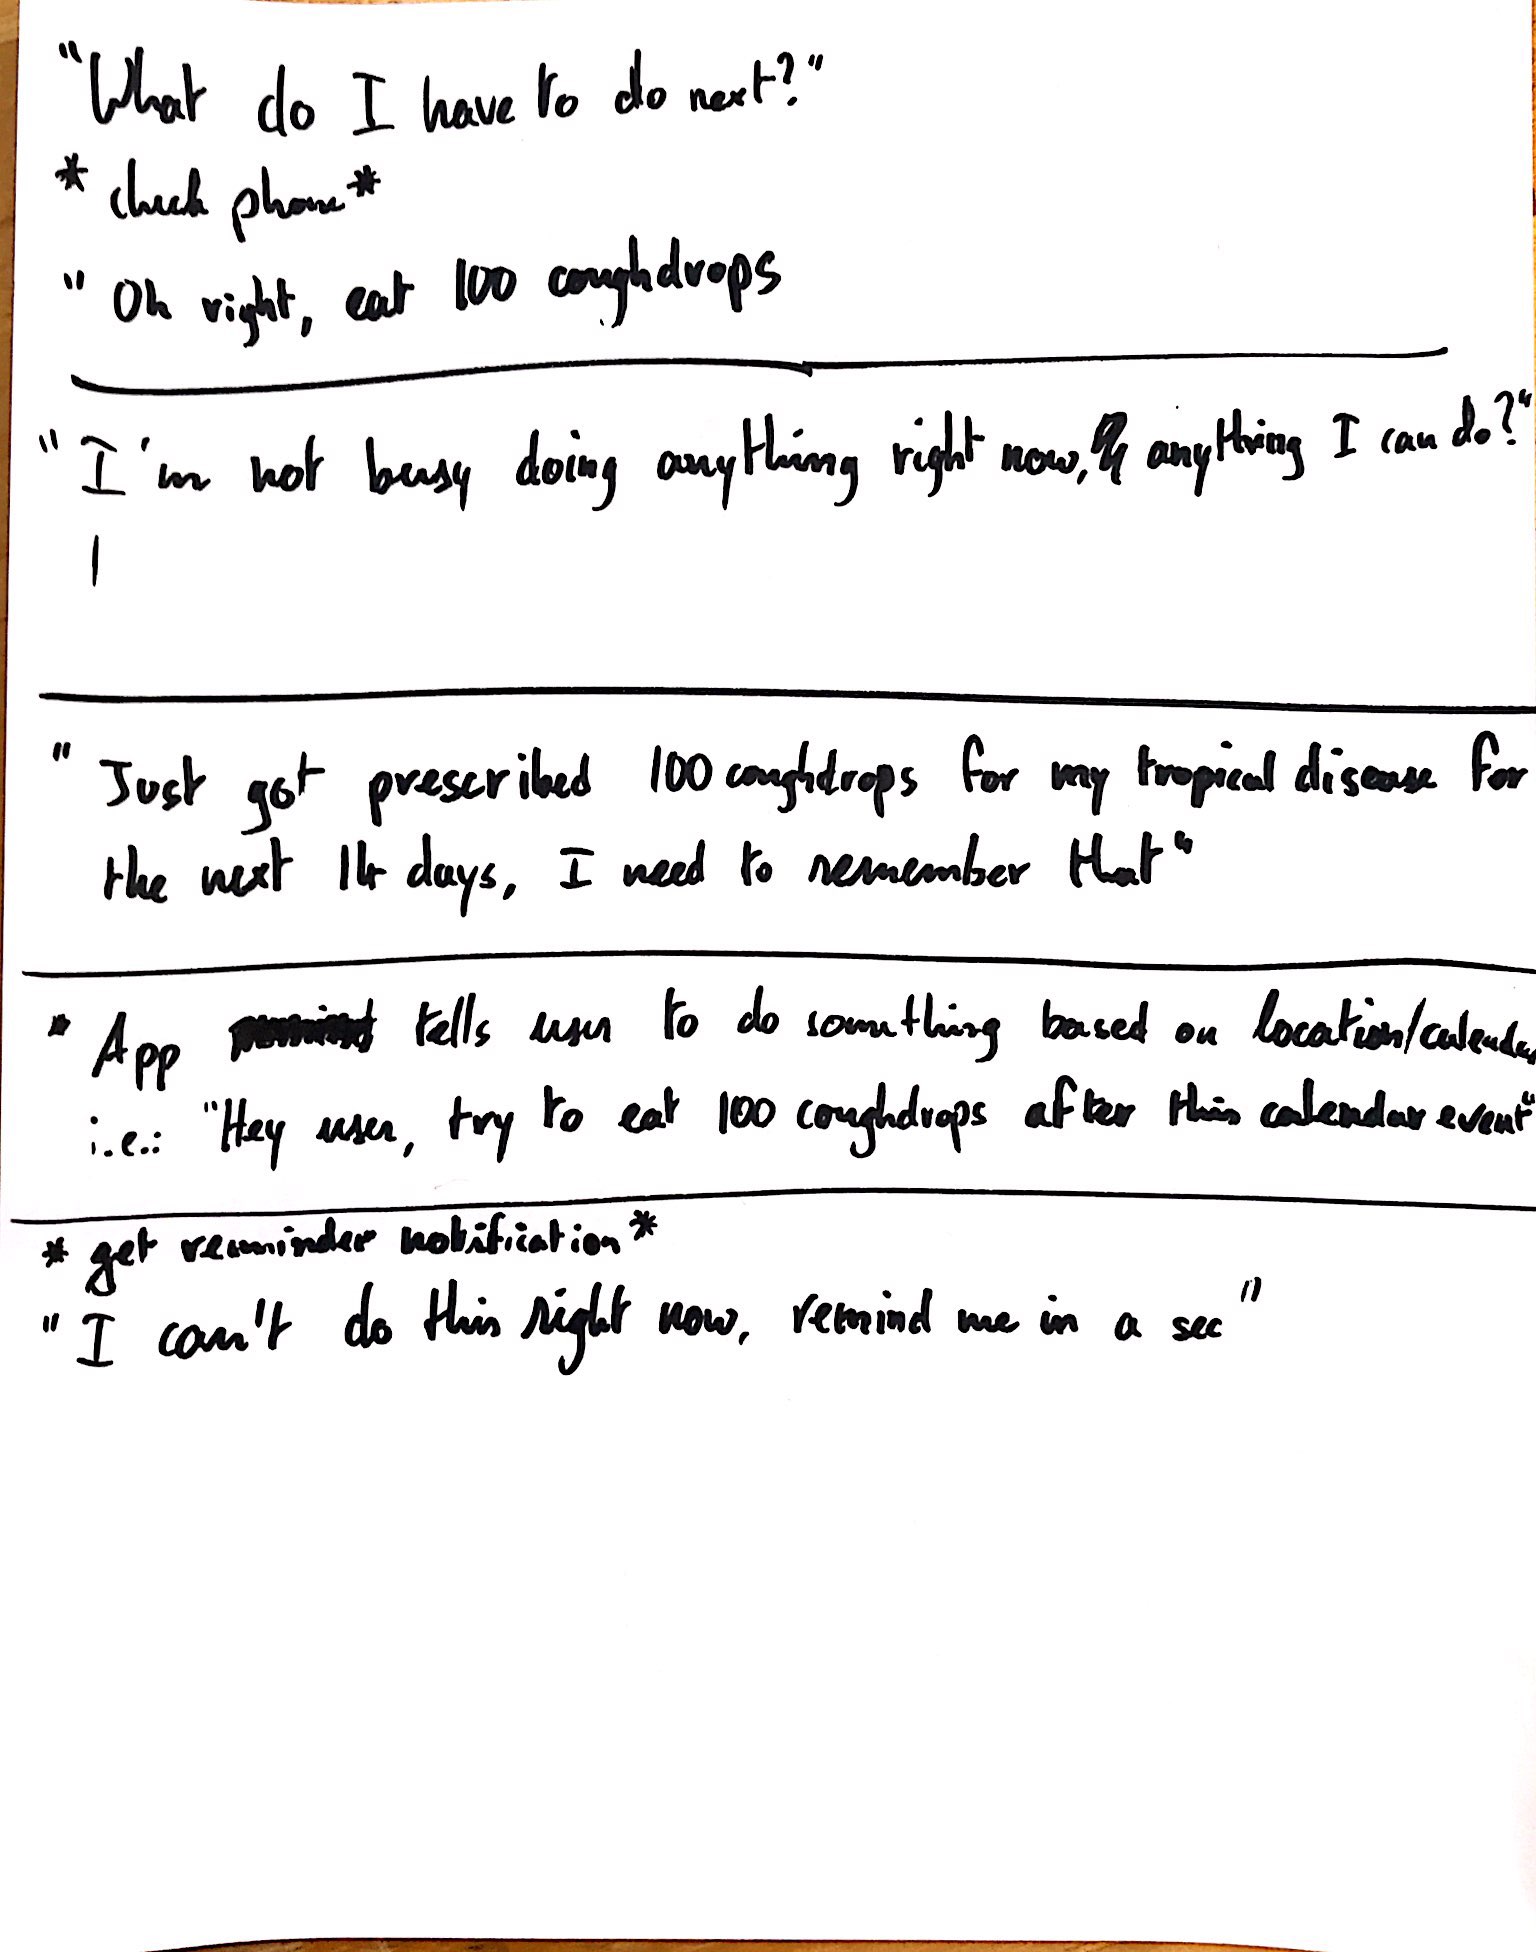 "What do I have to do next?"
* check phone *
" Oh right, eat 100 coughdrops
"I'm not busy doing anything right now, anything I can do?"
" Just got prescribed 100 coughdrops for my tropical disease for
the next 14 days, I need to remember that"
* App tells user to do something based on location/calendar
i.e.: "Hey user, try to eat 100 coughdrops after this calendar event"
* get reminder notification *
"I can't do this right now, remind me in a sec"